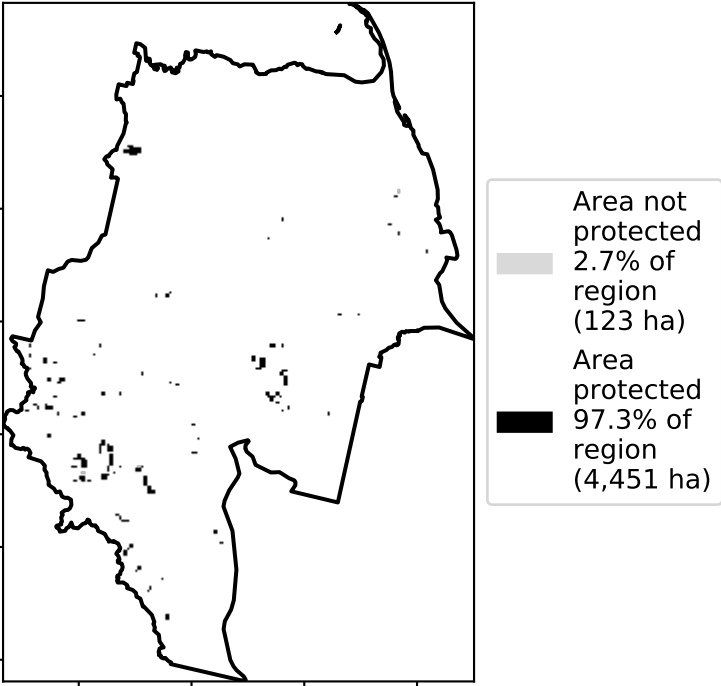 Area not
protected
2.7% of
region
(123 ha)
Area
protected
97.3% of
region
(4,451 ha)